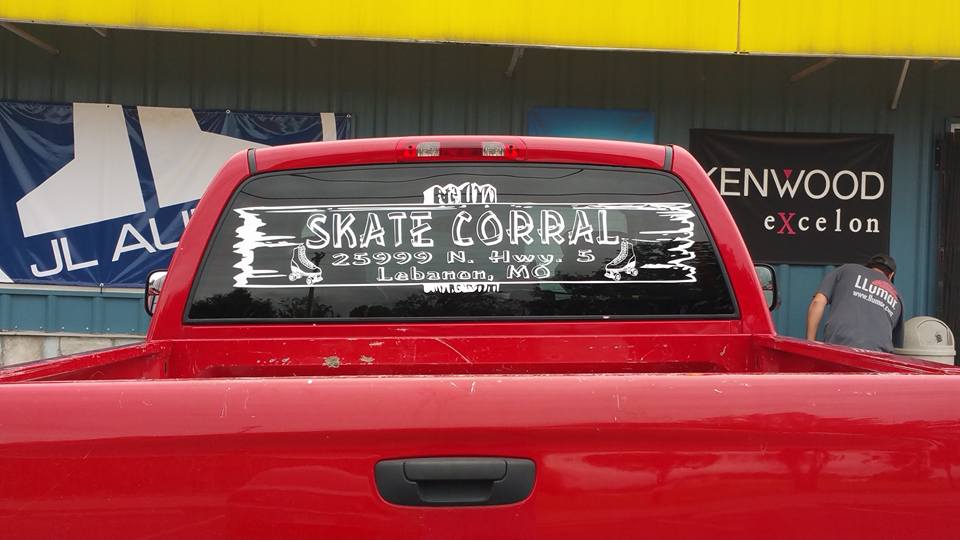 JL AU
SKATE CORRAL
25999 N. Hwy. 5
Lebanon, MO
KENWOOD
eXcelon
LLumar